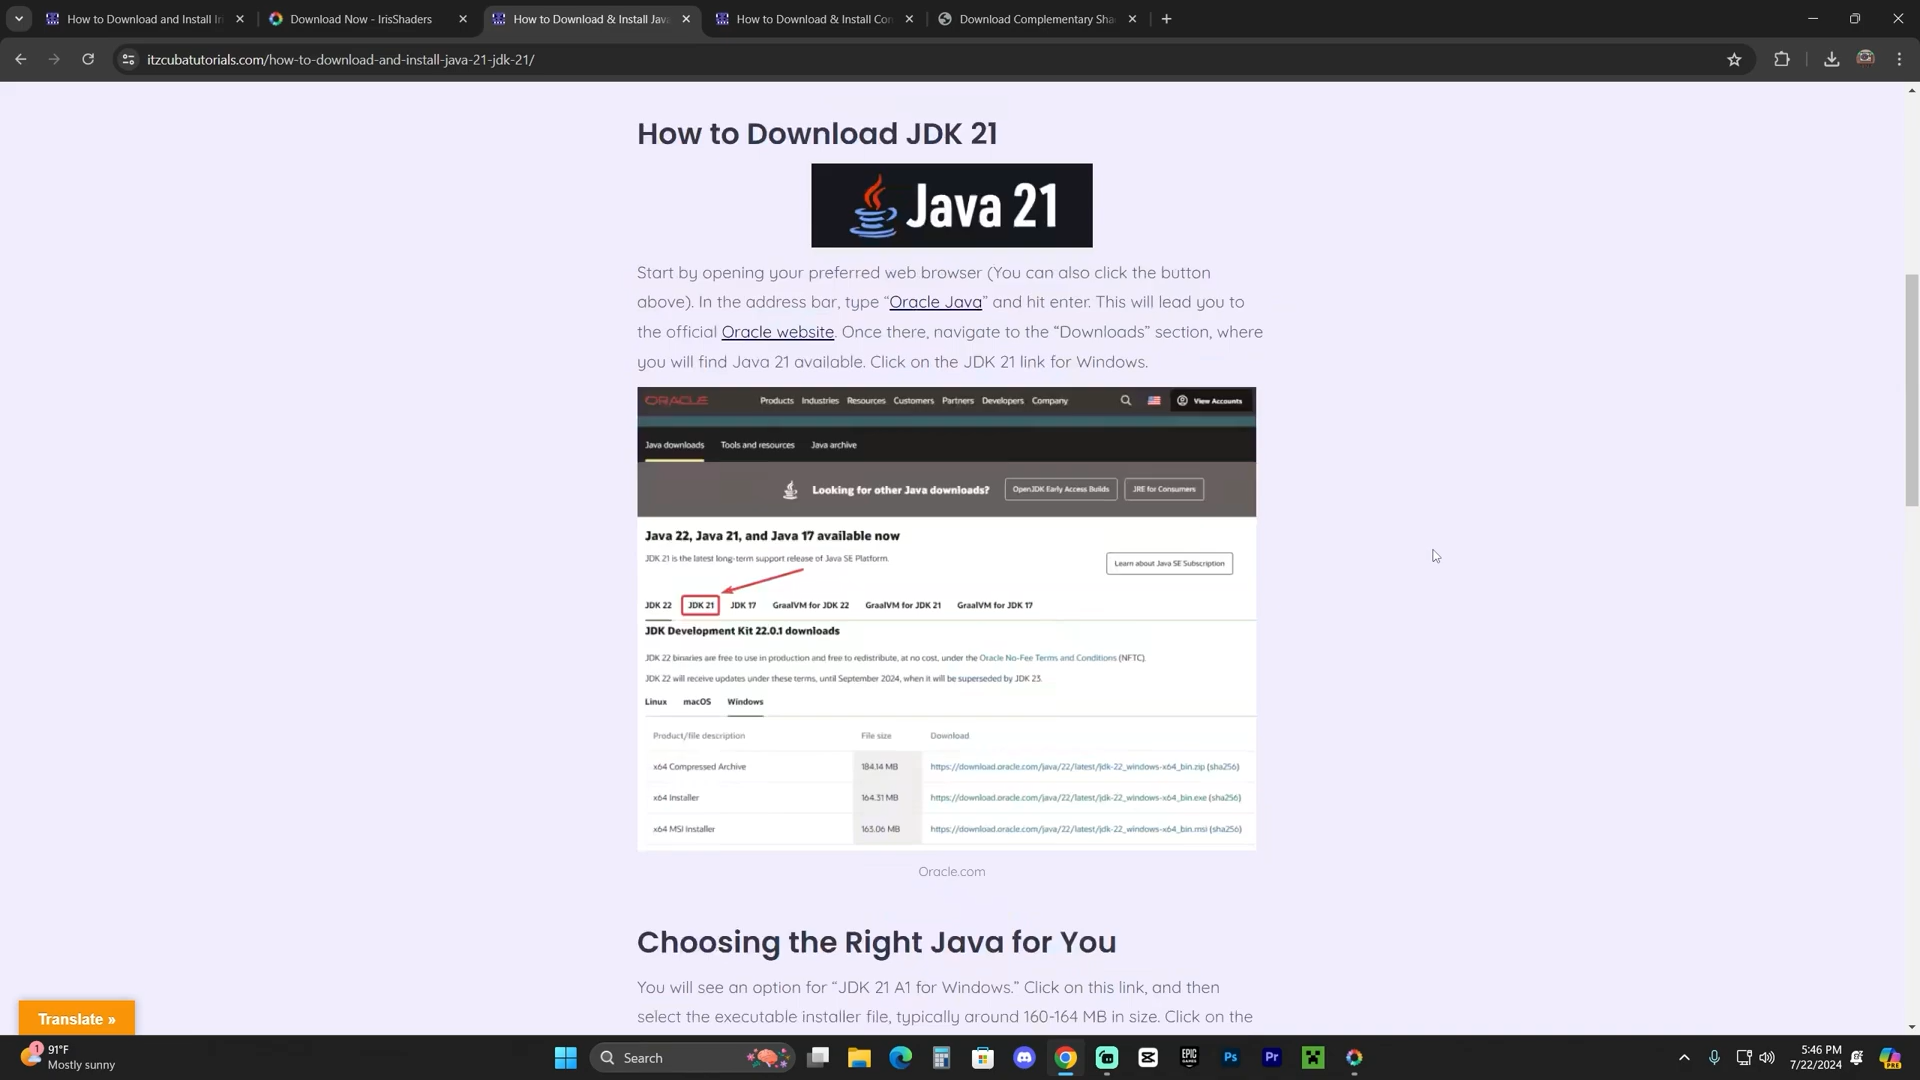 How to Download and Install Ir
Download Now - IrisShaders
How to Download & Install Jav
How to Download & Install Con
Download Complementary Sha
itzcubatutorials.com/how-to-download-and-install-java-21-jdk-21/
How to Download JDK 21
Java 21
Start by opening your preferred web browser (You can also click the button
above). In the address bar, type “Oracle Java” and hit enter. This will lead you to
the official Oracle website. Once there, navigate to the “Downloads” section, where
you will find Java 21 available. Click on the JDK 21 link for Windows.
ORACLE Products Industries Resources Customers Partners Developers Company View Accounts
Java downloads Tools and resources Java archive
Looking for other Java downloads? OpenJDK Early Access Builds JRE for Consumers
Java 22, Java 21, and Java 17 available now
JDK 21 is the latest long-term support release of Java SE Platform.
Learn about Java SE Subscription
JDK 22 JDK 21 JDK 17 GraalVM for JDK 22 GraalVM for JDK 21 GraalVM for JDK 17
JDK Development Kit 22.0.1 downloads
JDK 22 binaries are free to use in production and free to redistribute, at no cost, under the Oracle No-Fee Terms and Conditions (NFTC).
JDK 22 will receive updates under these terms, until September 2024, when it will be superseded by JDK 23.
Linux macOS Windows
Product/file description File size Download
x64 Compressed Archive 184.14 MB https://download.oracle.com/java/22/latest/jdk-22_windows-x64_bin.zip (sha256)
x64 Installer 164.31 MB https://download.oracle.com/java/22/latest/jdk-22_windows-x64_bin.exe (sha256)
x64 MSI Installer 163.06 MB https://download.oracle.com/java/22/latest/jdk-22_windows-x64_bin.msi (sha256)
Oracle.com
Choosing the Right Java for You
You will see an option for “JDK 21 A1 for Windows.” Click on this link, and then
select the executable installer file, typically around 160-164 MB in size. Click on the
Translate »
1
91°F
Mostly sunny
Search
EPIC GAMES
Ps
Pr
5:46 PM
7/22/2024
PRE